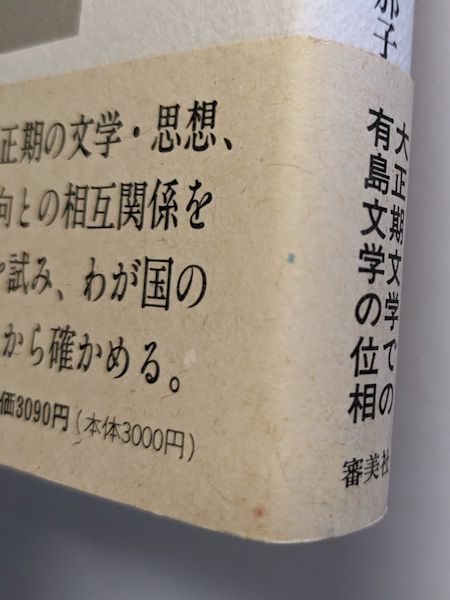 正期の文学・思想、
向との相互関係を
試み、わが国の
から確かめる。
価3090円(本体3000円)
子
大正期文学での
有島文学の位相
審美社